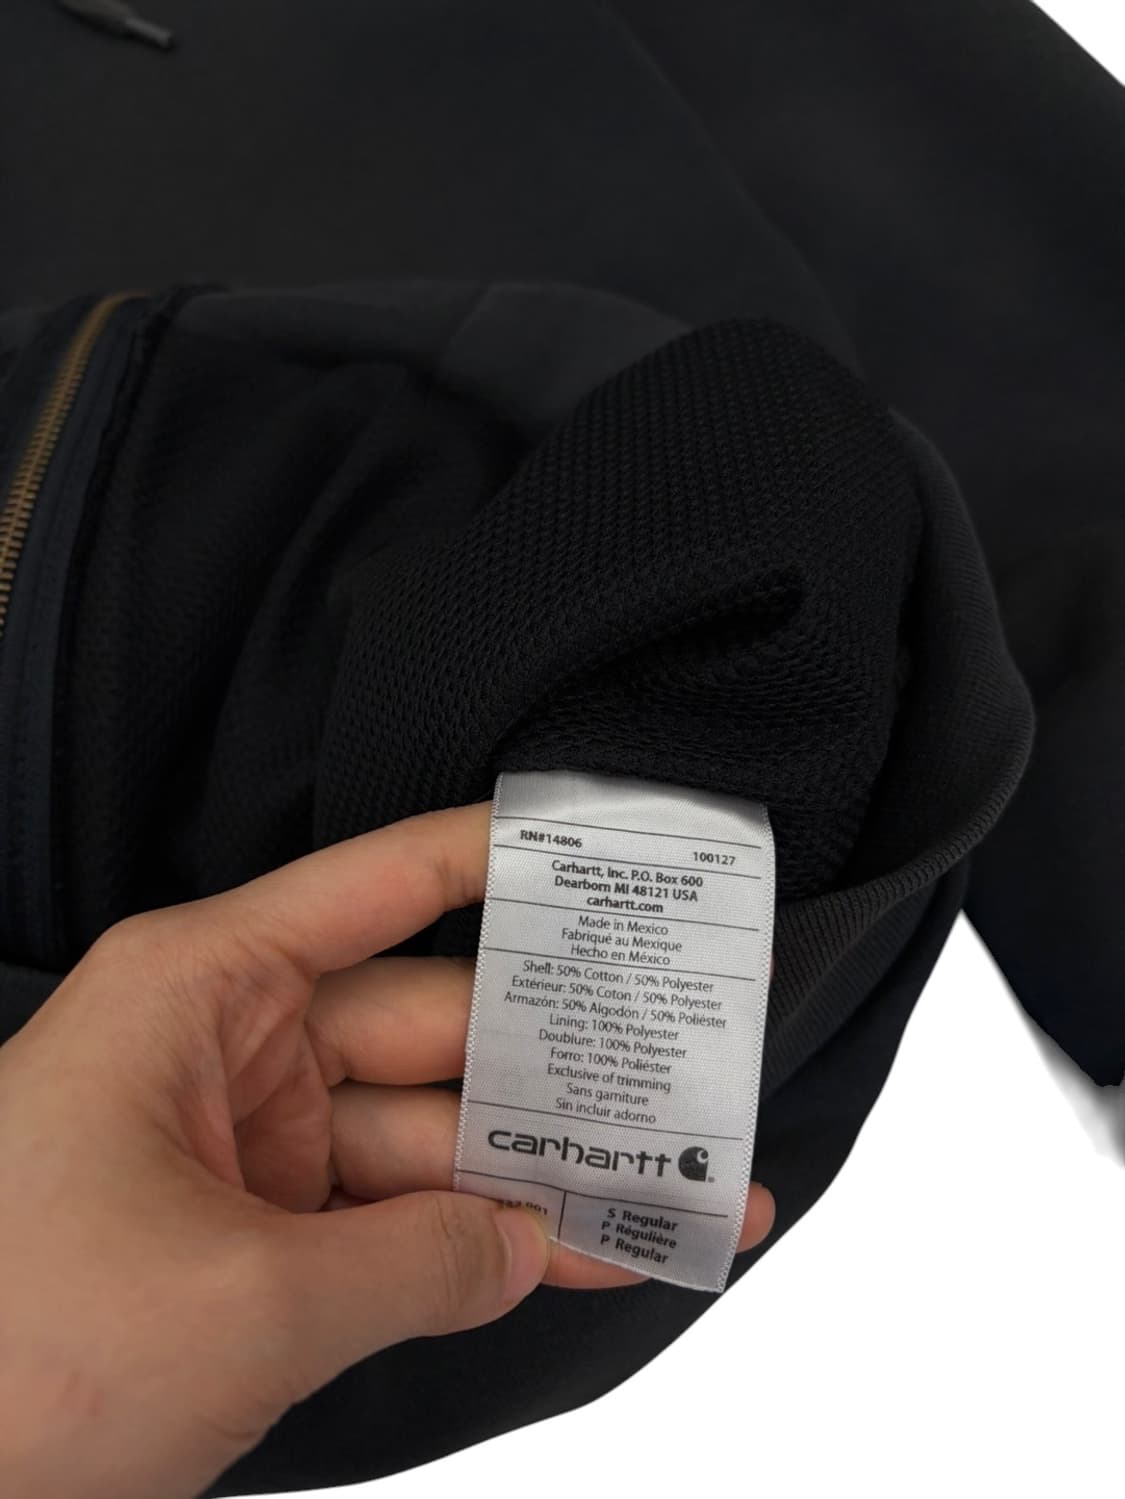 RN#14806
100127
Carhartt, Inc. P.O. Box 600
Dearborn MI 48121 USA
carhartt.com
Made in Mexico
Fabriqué au Mexique
Hecho en México
Shell: 50% Cotton / 50% Polyester
Extérieur: 50% Coton / 50% Polyester
Armazón: 50% Algodón / 50% Poliéster
Lining: 100% Polyester
Doublure: 100% Polyester
Forro: 100% Poliéster
Exclusive of trimming
Sans garniture
Sin incluir adorno
carhartt
S Regular
P Régulière
P Regular